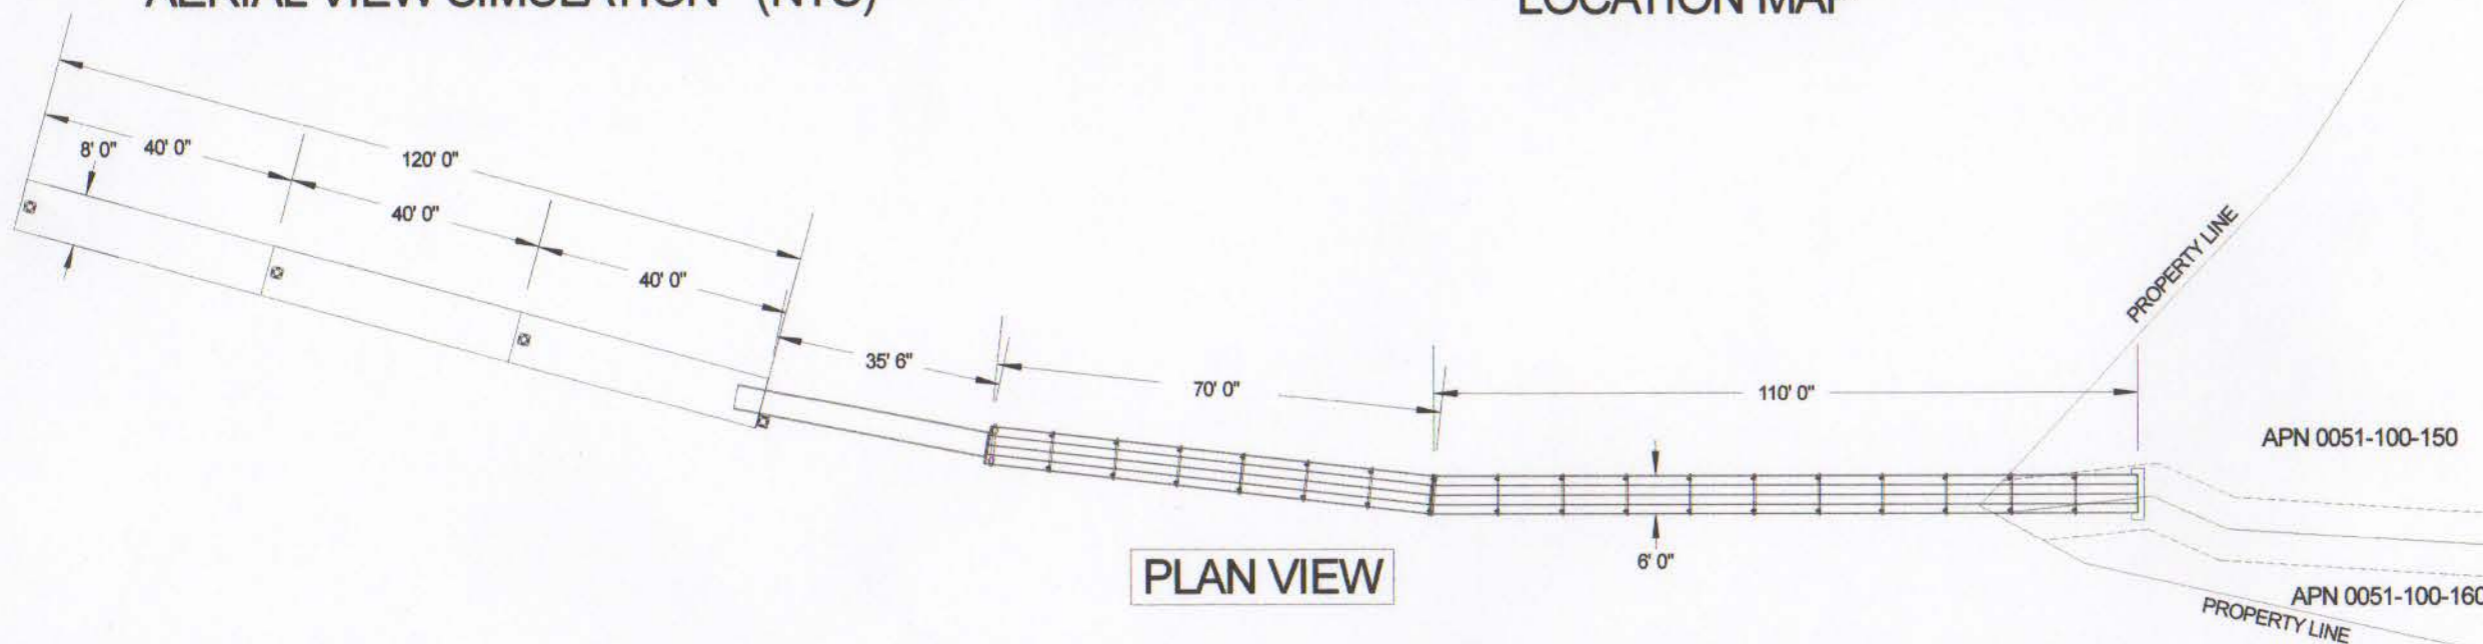 AERIAL VIEW SIMULATION (NTS)
LOCATION MAP
8' 0"
40' 0"
120' 0"
40' 0"
40' 0"
35' 6"
70' 0"
110' 0"
6' 0"
PROPERTY LINE
APN 0051-100-150
PLAN VIEW
APN 0051-100-160
PROPERTY LINE